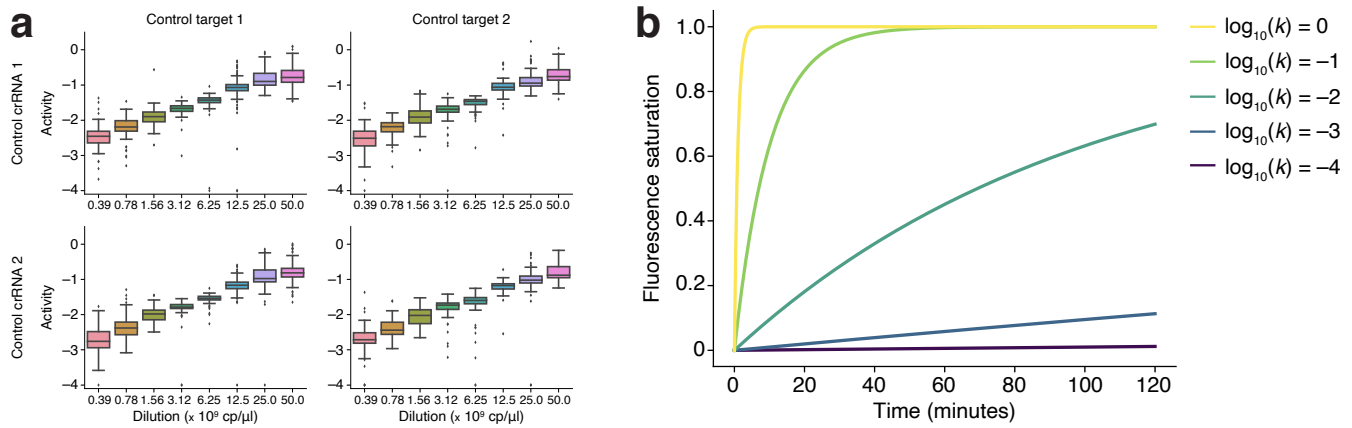 a
Control target 1
Control target 2
Control crRNA 1
Activity
0
−1
−2
−3
−4
0.39 0.78 1.56 3.12 6.25 12.5 25.0 50.0
0
−1
−2
−3
−4
0.39 0.78 1.56 3.12 6.25 12.5 25.0 50.0
Control crRNA 2
Activity
0
−1
−2
−3
−4
0.39 0.78 1.56 3.12 6.25 12.5 25.0 50.0
Dilution (x 10⁹ cp/µl)
0
−1
−2
−3
−4
0.39 0.78 1.56 3.12 6.25 12.5 25.0 50.0
Dilution (x 10⁹ cp/µl)
b
Fluorescence saturation
1.0
0.8
0.6
0.4
0.2
0
0 20 40 60 80 100 120
Time (minutes)
log₁₀(k) = 0
log₁₀(k) = −1
log₁₀(k) = −2
log₁₀(k) = −3
log₁₀(k) = −4